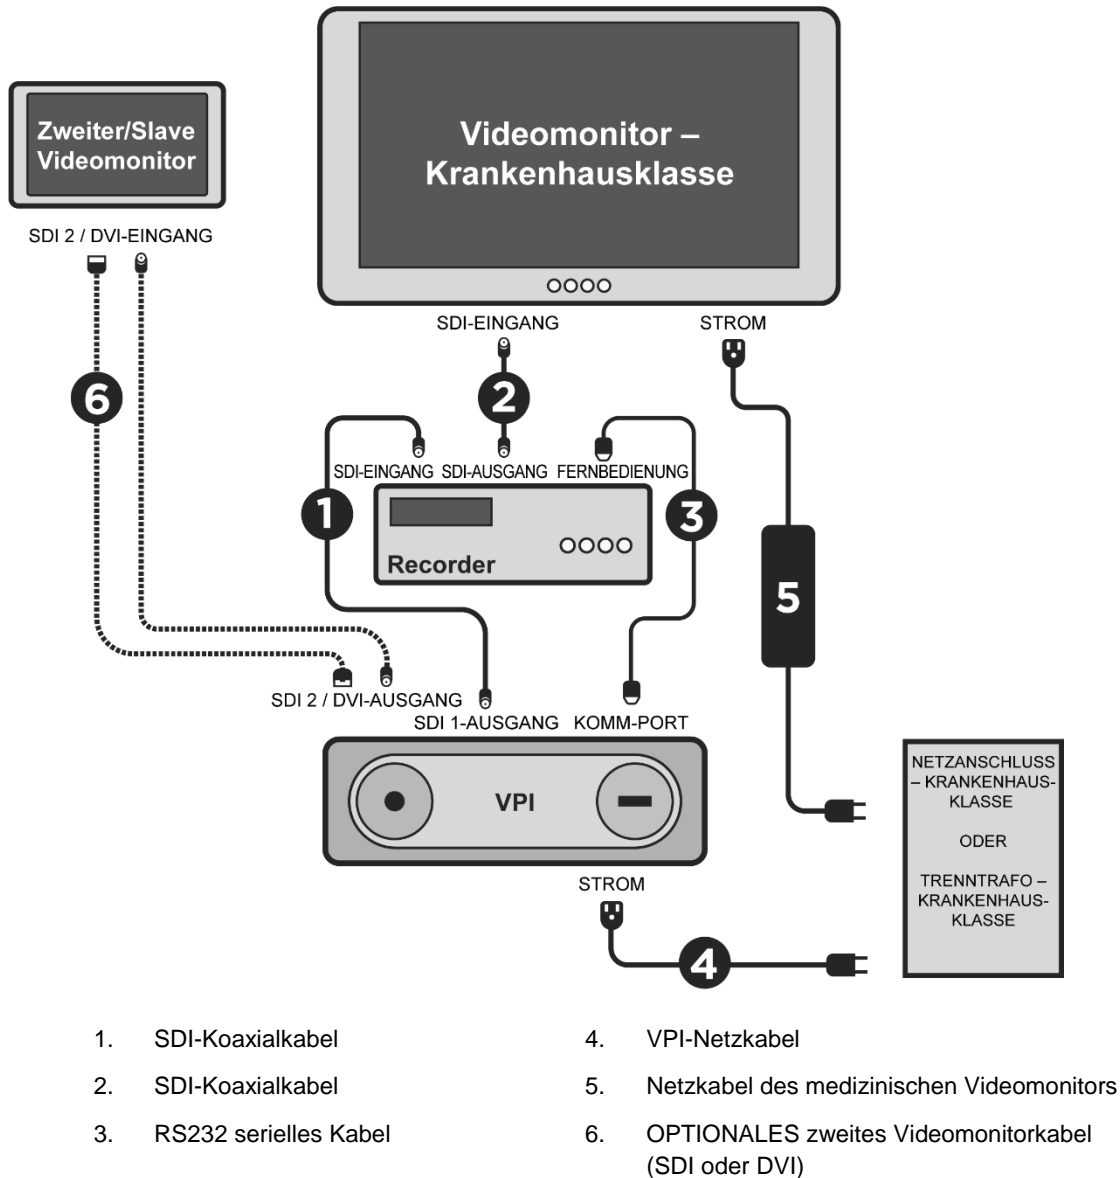 Videomonitor –
Krankenhausklasse
Zweiter/Slave
Videomonitor
SDI 2 / DVI-EINGANG
SDI-EINGANG
STROM
6
2
SDI-EINGANG
SDI-AUSGANG
FERNBEDIENUNG
1
3
Recorder
5
SDI 2 / DVI-AUSGANG
SDI 1-AUSGANG
KOMM-PORT
VPI
NETZANSCHLUSS
– KRANKENHAUS-
KLASSE
ODER
TRENNTRAFO –
KRANKENHAUS-
KLASSE
STROM
4
1. SDI-Koaxialkabel
2. SDI-Koaxialkabel
3. RS232 serielles Kabel
4. VPI-Netzkabel
5. Netzkabel des medizinischen Videomonitors
6. OPTIONALES zweites Videomonitorkabel
(SDI oder DVI)